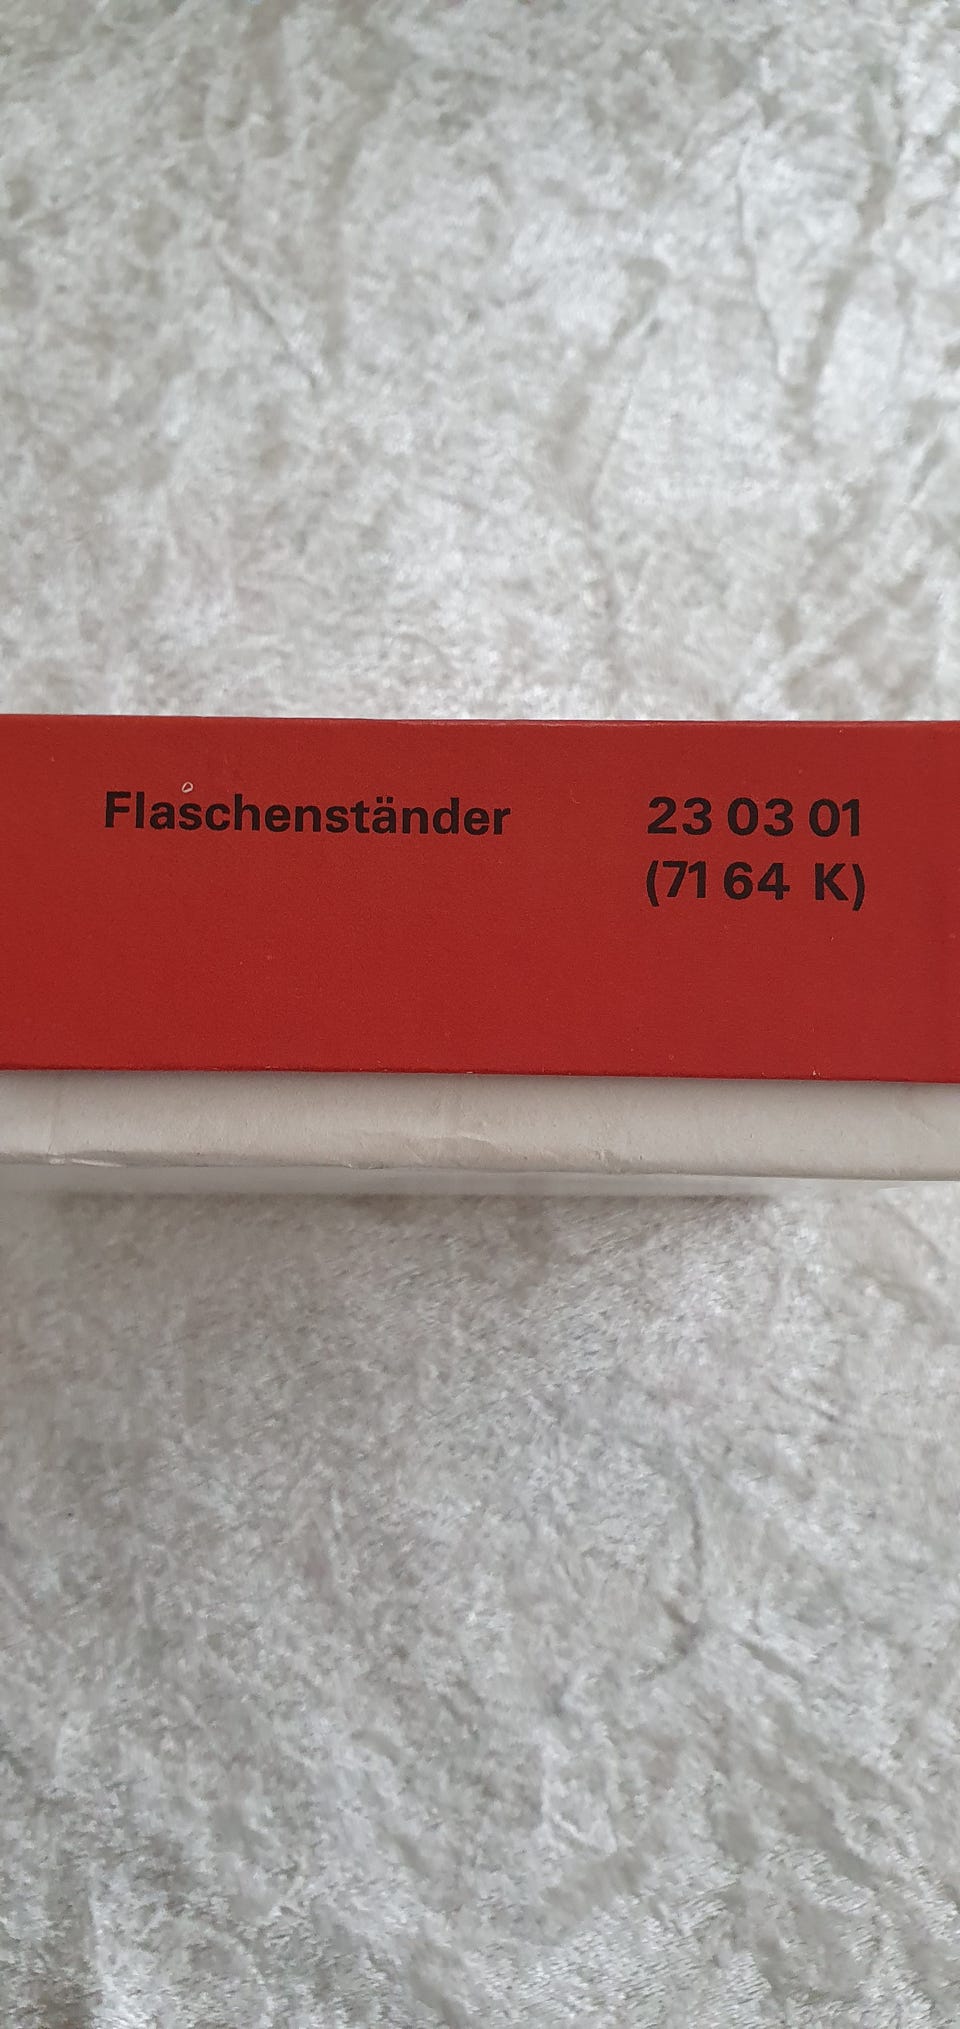 Flaschenständer 23 03 01
(71 64 K)